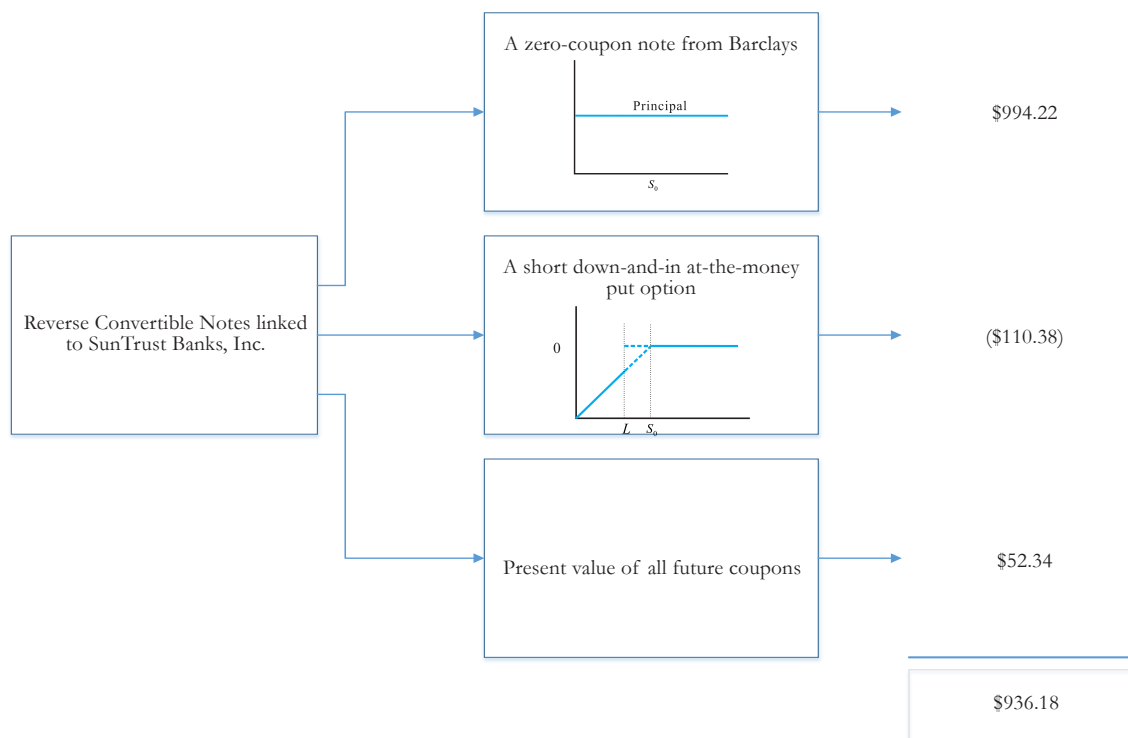 A zero-coupon note from Barclays
Principal
S₀
$994.22
Reverse Convertible Notes linked
to SunTrust Banks, Inc.
A short down-and-in at-the-money
put option
0
L S₀
($110.38)
Present value of all future coupons
$52.34
$936.18